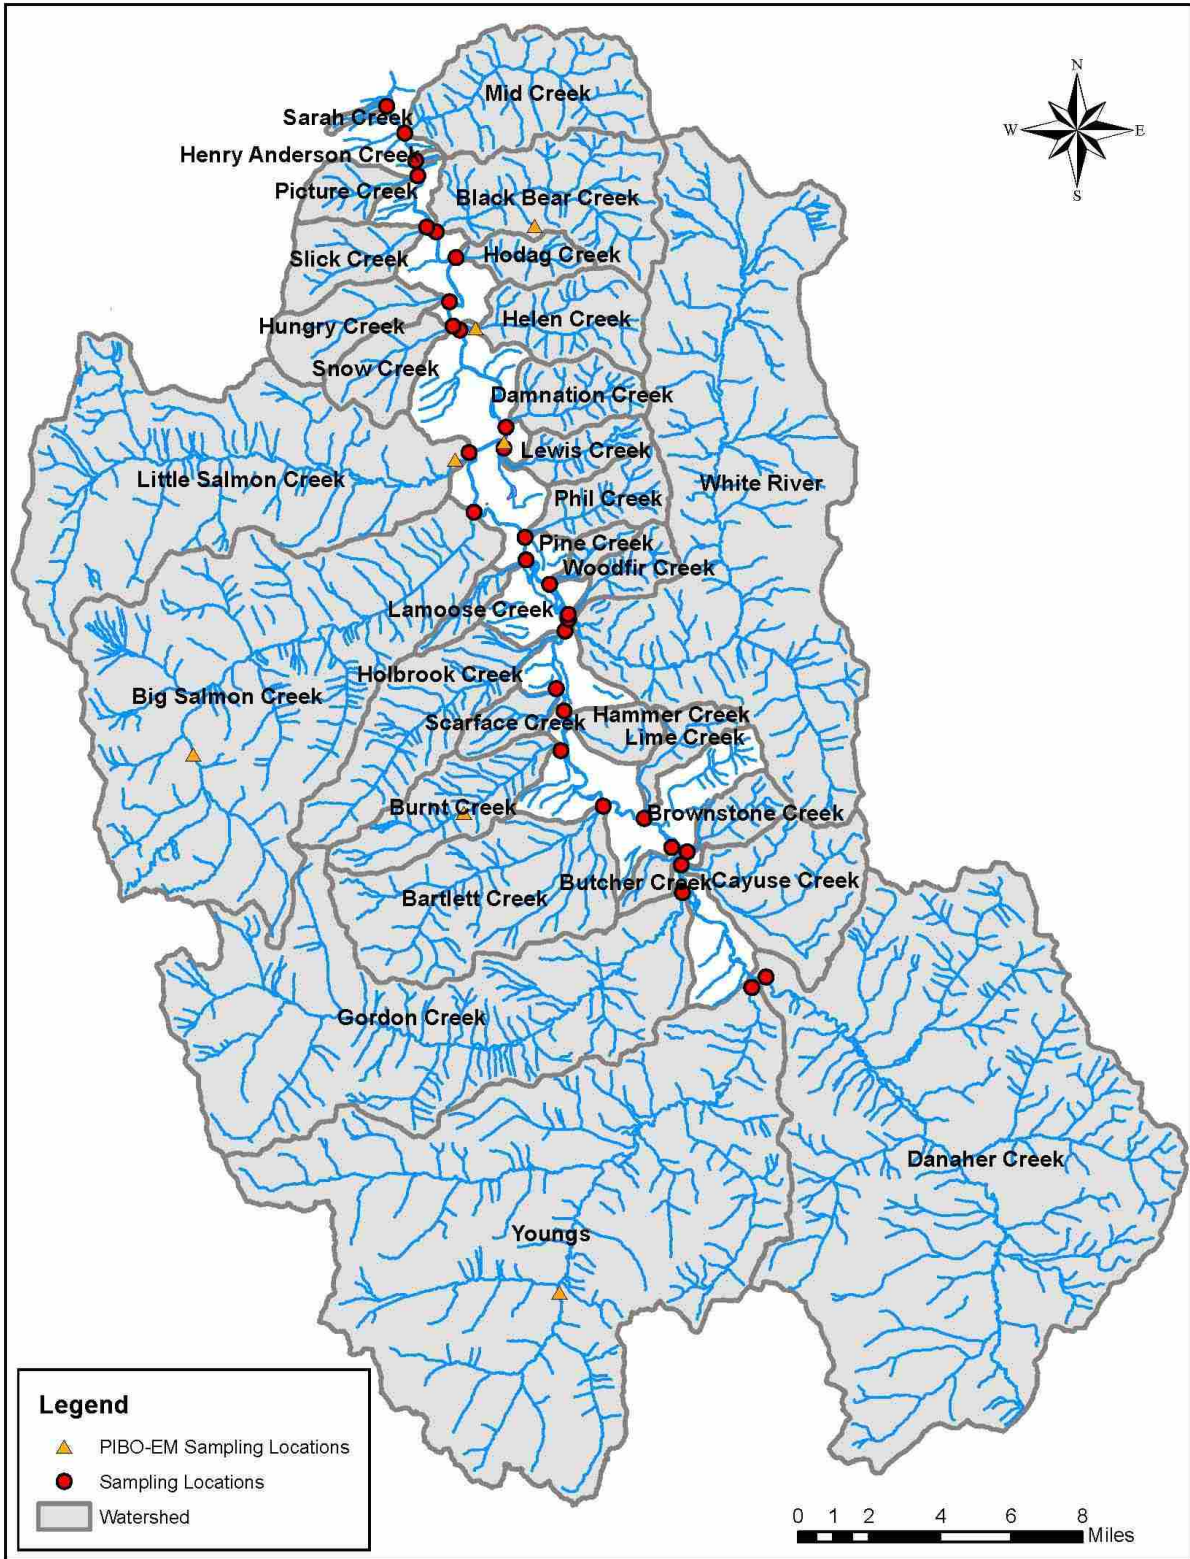 Mid Creek
N
Sarah Creek
W
E
Henry Anderson Creek
S
Picture Creek
Black Bear Creek
Slick Creek
Hodag Creek
Hungry Creek
Helen Creek
Snow Creek
Damnation Creek
Lewis Creek
Little Salmon Creek
White River
Phil Creek
Pine Creek
Woodfir Creek
Lamoose Creek
Holbrook Creek
Big Salmon Creek
Scarface Creek
Hammer Creek
Lime Creek
Burnt Creek
Brownstone Creek
Bartlett Creek
Butcher Creek
Cayuse Creek
Gordon Creek
Danaher Creek
Youngs
Legend
PIBO-EM Sampling Locations
Sampling Locations
Watershed
0 1 2 4 6 8
Miles